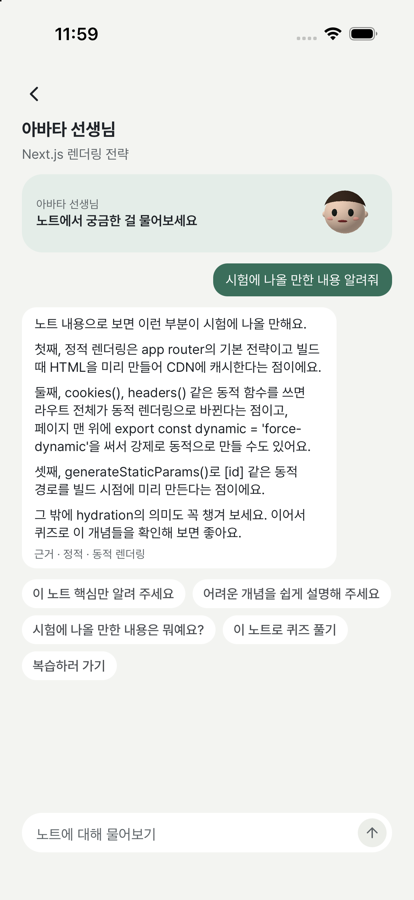 11:59
아바타 선생님
Next.js 렌더링 전략
아바타 선생님
노트에서 궁금한 걸 물어보세요
시험에 나올 만한 내용 알려줘
노트 내용으로 보면 이런 부분이 시험에 나올 만해요.
첫째, 정적 렌더링은 app router의 기본 전략이고 빌드
때 HTML을 미리 만들어 CDN에 캐시한다는 점이에요.
둘째, cookies(), headers() 같은 동적 함수를 쓰면
라우트 전체가 동적 렌더링으로 바뀐다는 점이고,
페이지 맨 위에 export const dynamic = 'force-
dynamic'을 써서 강제로 동적으로 만들 수도 있어요.
셋째, generateStaticParams()로 [id] 같은 동적
경로를 빌드 시점에 미리 만든다는 점이에요.
그 밖에 hydration의 의미도 꼭 챙겨 보세요. 이어서
퀴즈로 이 개념들을 확인해 보면 좋아요.
근거 · 정적 · 동적 렌더링
이 노트 핵심만 알려 주세요
어려운 개념을 쉽게 설명해 주세요
시험에 나올 만한 내용은 뭐예요?
이 노트로 퀴즈 풀기
복습하러 가기
노트에 대해 물어보기